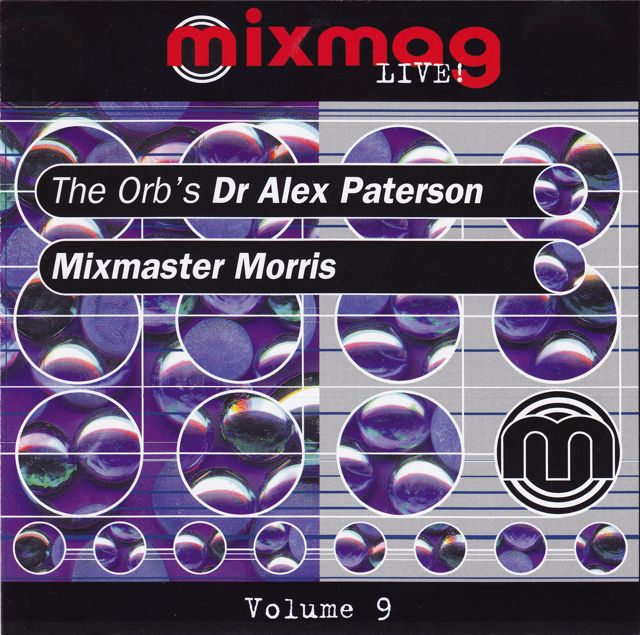 mixmag
LIVE!
The Orb's Dr Alex Paterson
Mixmaster Morris
m
Volume 9